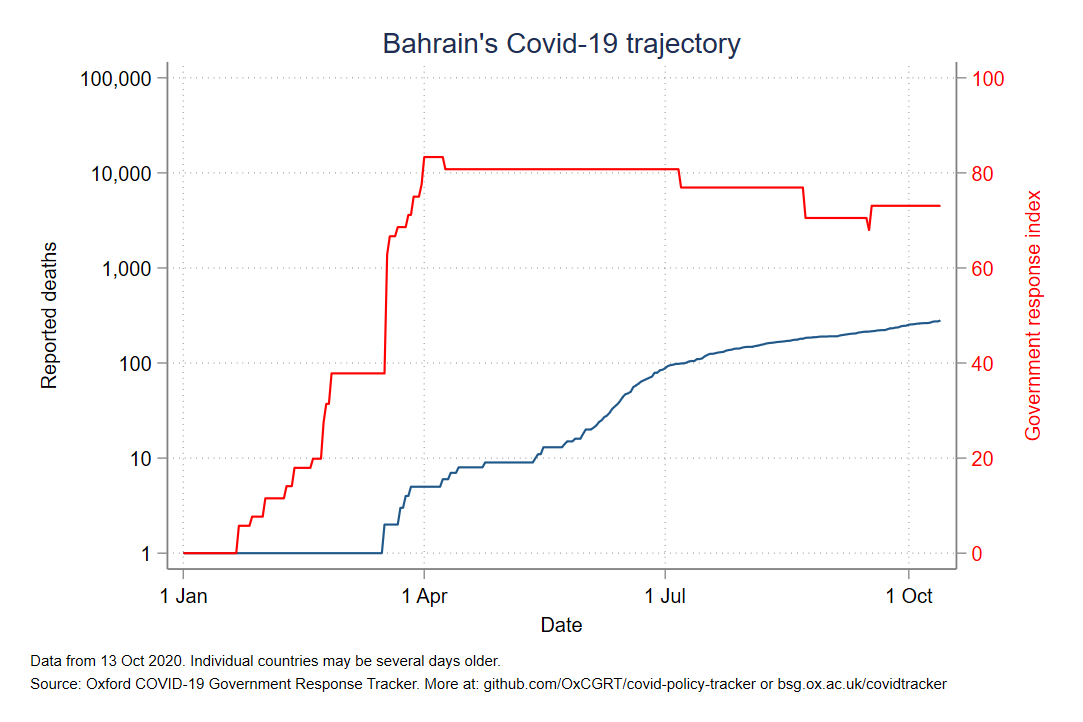 Bahrain's Covid-19 trajectory
100,000
10,000
1,000
100
10
1
Reported deaths
100
80
60
40
20
0
Government response index
1 Jan
1 Apr
1 Jul
1 Oct
Date
Data from 13 Oct 2020. Individual countries may be several days older.
Source: Oxford COVID-19 Government Response Tracker. More at: github.com/OxCGRT/covid-policy-tracker or bsg.ox.ac.uk/covidtracker